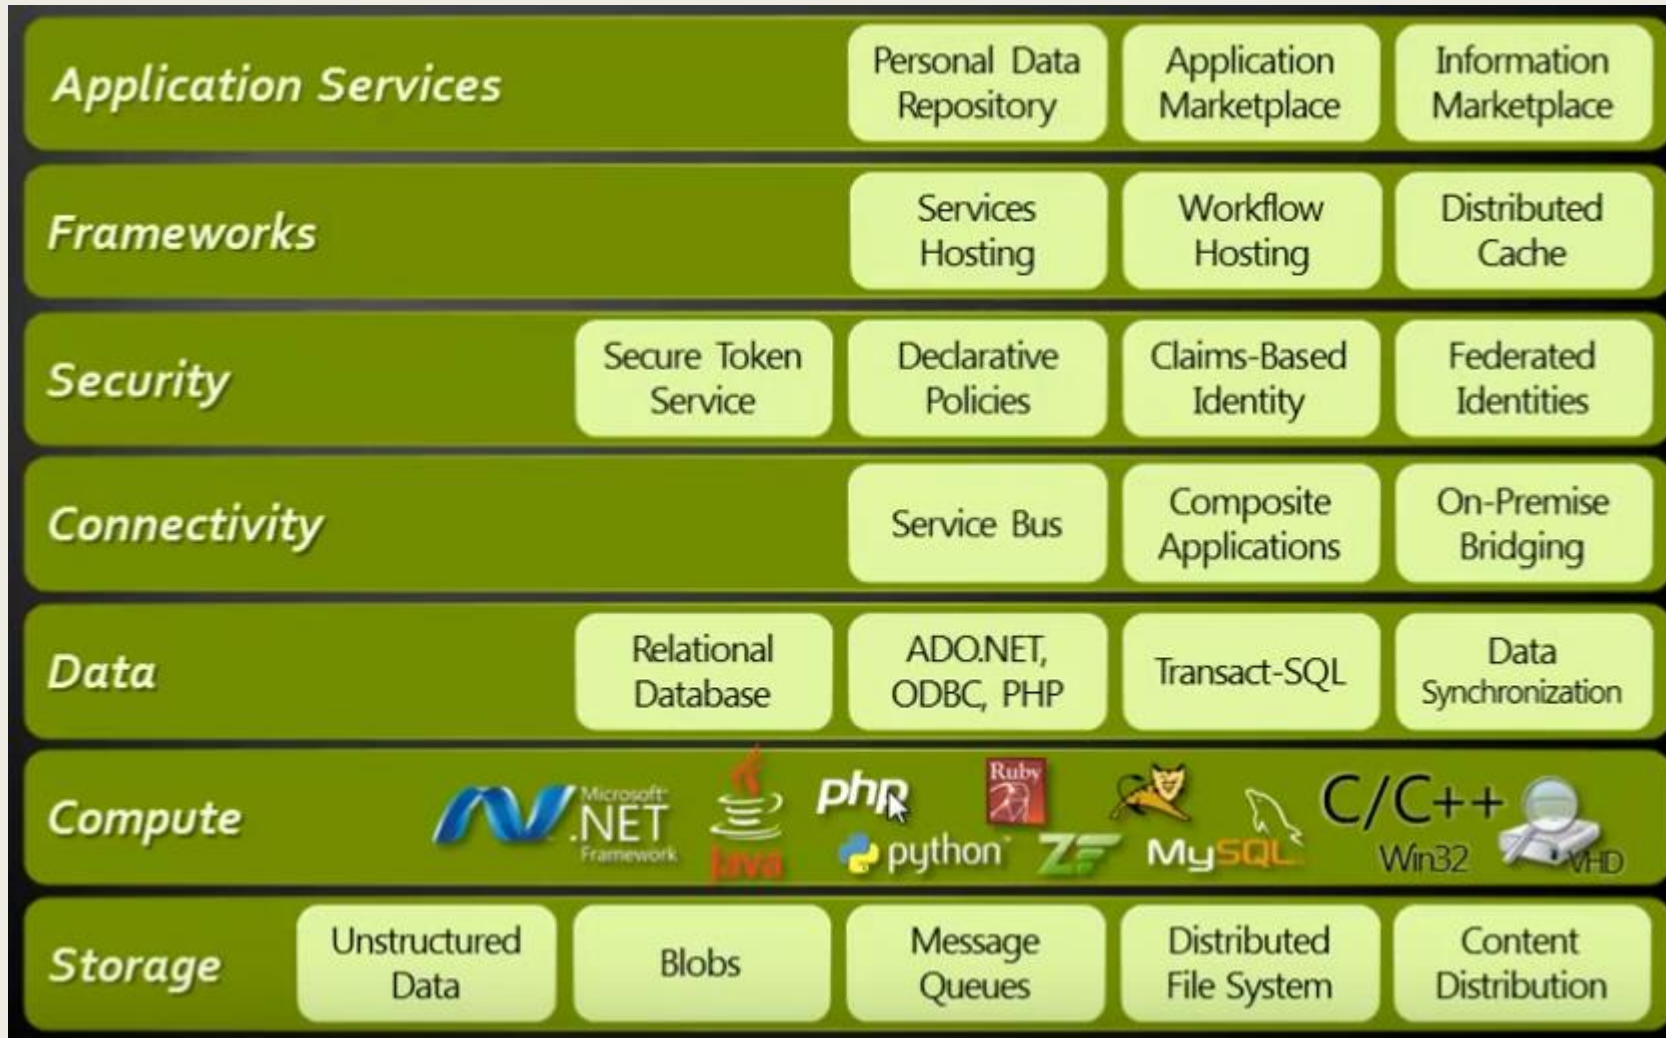 Application Services
Personal Data
Repository
Application
Marketplace
Information
Marketplace
Frameworks
Services
Hosting
Workflow
Hosting
Distributed
Cache
Security
Secure Token
Service
Declarative
Policies
Claims-Based
Identity
Federated
Identities
Connectivity
Service Bus
Composite
Applications
On-Premise
Bridging
Data
Relational
Database
ADO.NET,
ODBC, PHP
Transact-SQL
Data
Synchronization
Compute
Microsoft
.NET
Framework
java
php
python
Ruby
ZF
MySQL
C/C++
Win32
VHD
Storage
Unstructured
Data
Blobs
Message
Queues
Distributed
File System
Content
Distribution